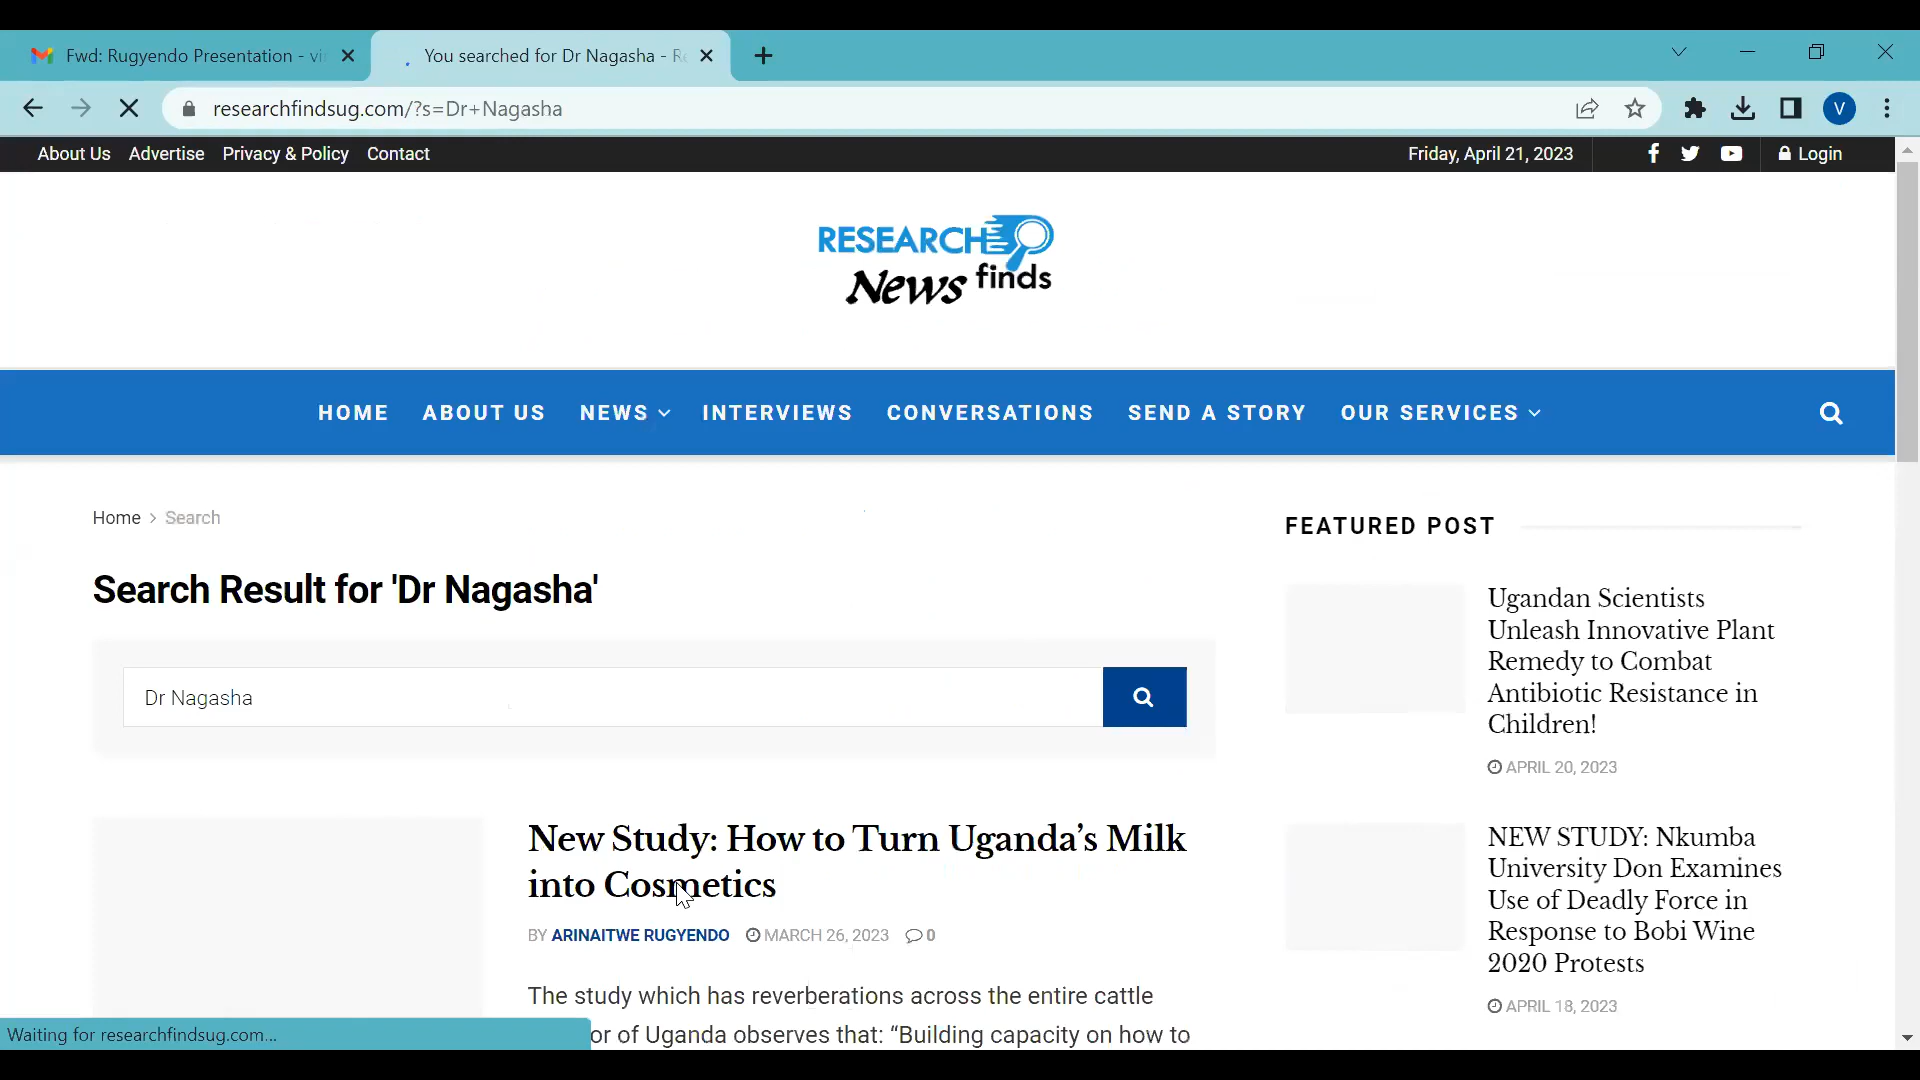 Fwd: Rugyendo Presentation - vi
You searched for Dr Nagasha - Re
researchfindsug.com/?s=Dr+Nagasha
V
About Us Advertise Privacy & Policy Contact
Friday, April 21, 2023
Login
RESEARCH
News finds
HOME ABOUT US NEWS INTERVIEWS CONVERSATIONS SEND A STORY OUR SERVICES
Home > Search
Search Result for 'Dr Nagasha'
Dr Nagasha
New Study: How to Turn Uganda’s Milk
into Cosmetics
BY ARINAITWE RUGYENDO MARCH 26, 2023 0
The study which has reverberations across the entire cattle
or of Uganda observes that: “Building capacity on how to
FEATURED POST
Ugandan Scientists
Unleash Innovative Plant
Remedy to Combat
Antibiotic Resistance in
Children!
APRIL 20, 2023
NEW STUDY: Nkumba
University Don Examines
Use of Deadly Force in
Response to Bobi Wine
2020 Protests
APRIL 18, 2023
Waiting for researchfindsug.com...